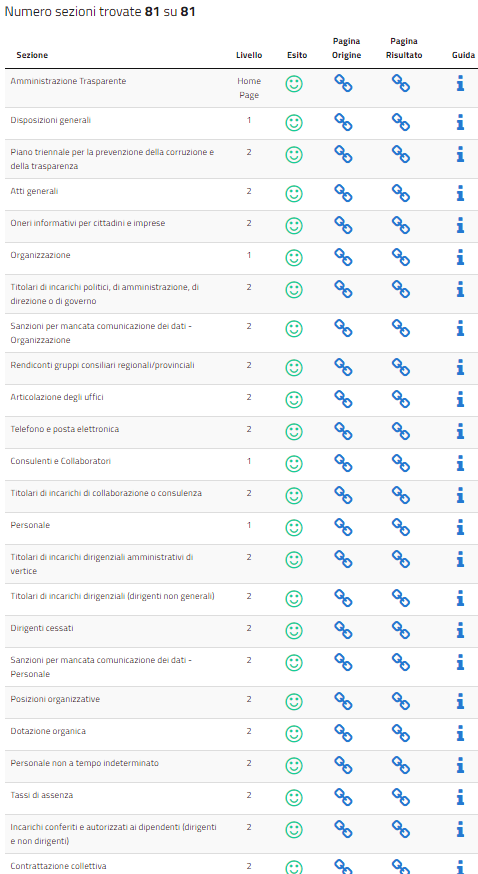 Numero sezioni trovate 81 su 81
Sezione Livello Esito Pagina Origine Pagina Risultato Guida
Amministrazione Trasparente Home Page
Disposizioni generali 1
Piano triennale per la prevenzione della corruzione e 2
della trasparenza
Atti generali 2
Oneri informativi per cittadini e imprese 2
Organizzazione 1
Titolari di incarichi politici, di amministrazione, di 2
direzione o di governo
Sanzioni per mancata comunicazione dei dati - 2
Organizzazione
Rendiconti gruppi consiliari regionali/provinciali 2
Articolazione degli uffici 2
Telefono e posta elettronica 2
Consulenti e Collaboratori 1
Titolari di incarichi di collaborazione o consulenza 2
Personale 1
Titolari di incarichi dirigenziali amministrativi di 2
vertice
Titolari di incarichi dirigenziali (dirigenti non generali) 2
Dirigenti cessati 2
Sanzioni per mancata comunicazione dei dati - 2
Personale
Posizioni organizzative 2
Dotazione organica 2
Personale non a tempo indeterminato 2
Tassi di assenza 2
Incarichi conferiti e autorizzati ai dipendenti (dirigenti 2
e non dirigenti)
Contrattazione collettiva 2